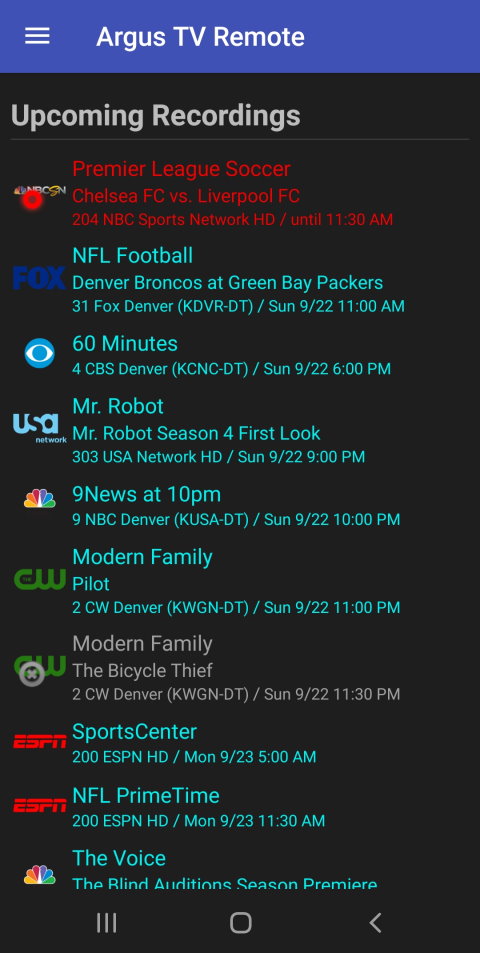 Argus TV Remote
Upcoming Recordings
Premier League Soccer
NBCSN
Chelsea FC vs. Liverpool FC
204 NBC Sports Network HD / until 11:30 AM
NFL Football
FOX
Denver Broncos at Green Bay Packers
31 Fox Denver (KDVR-DT) / Sun 9/22 11:00 AM
60 Minutes
4 CBS Denver (KCNC-DT) / Sun 9/22 6:00 PM
Mr. Robot
usa
network
Mr. Robot Season 4 First Look
303 USA Network HD / Sun 9/22 9:00 PM
9News at 10pm
9 NBC Denver (KUSA-DT) / Sun 9/22 10:00 PM
Modern Family
THE CW
Pilot
2 CW Denver (KWGN-DT) / Sun 9/22 11:00 PM
Modern Family
CW
The Bicycle Thief
2 CW Denver (KWGN-DT) / Sun 9/22 11:30 PM
SportsCenter
ESPN
200 ESPN HD / Mon 9/23 5:00 AM
NFL PrimeTime
ESPN
200 ESPN HD / Mon 9/23 11:30 AM
The Voice
The Blind Auditions Season Premiere